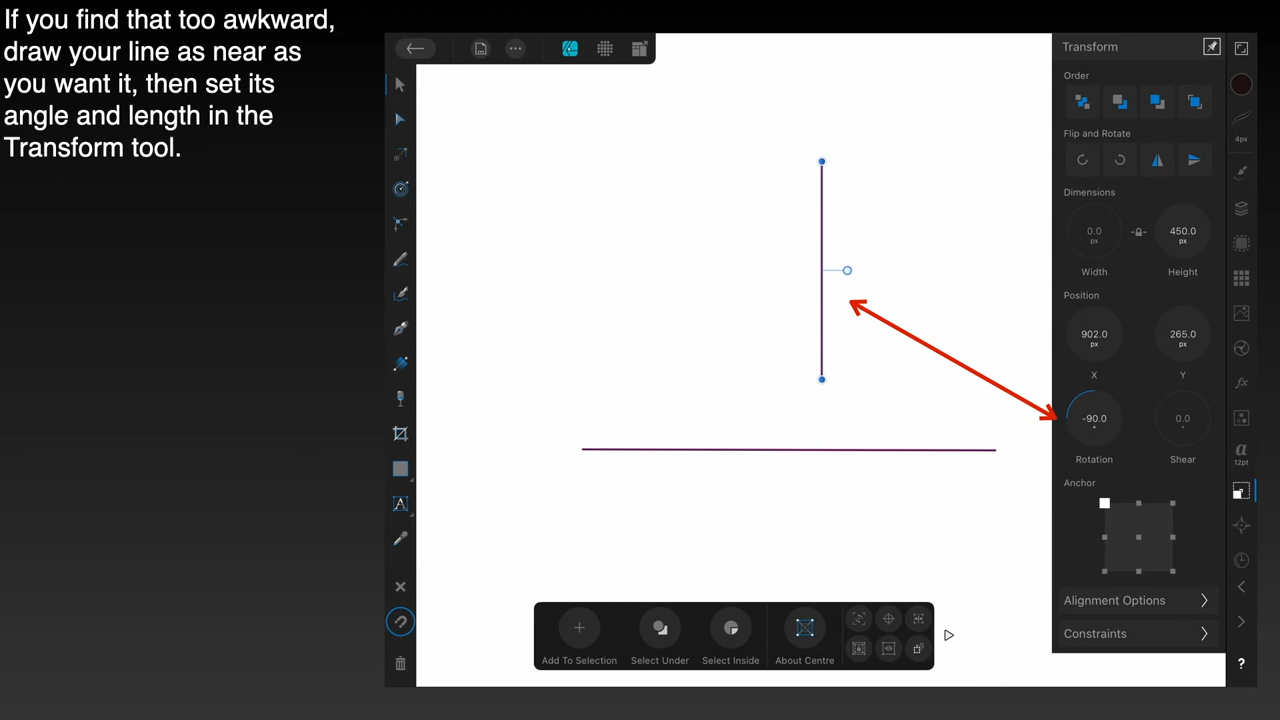 If you find that too awkward,
draw your line as near as
you want it, then set its
angle and length in the
Transform tool.
Transform
Order
4px
Flip and Rotate
Dimensions
0.0 450.0
px px
Width Height
Position
902.0 265.0
px px
X Y
fx
-90.0 0.0
° °
Rotation Shear
a
12pt
Anchor
A
Alignment Options
Constraints
Add To Selection Select Under Select Inside About Centre
?